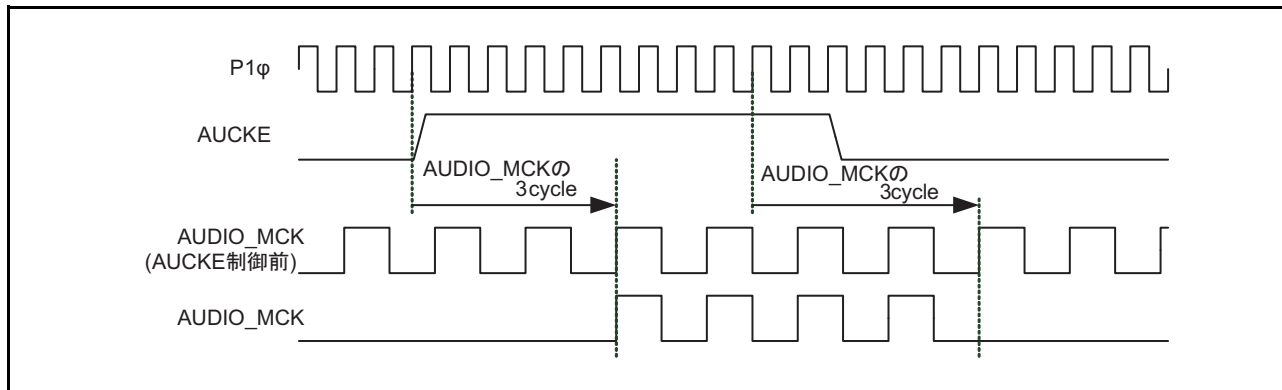 P1φ
AUCKE
AUDIO_MCKの
3cycle
AUDIO_MCKの
3cycle
AUDIO_MCK
(AUCKE制御前)
AUDIO_MCK